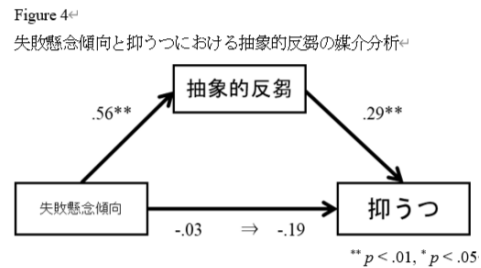 Figure 4
失敗懸念傾向と抑うつにおける抽象的反芻の媒介分析
抽象的反芻
.56**
.29**
失敗懸念傾向
抑うつ
-.03 ⇒ -.19
** p < .01, * p < .05